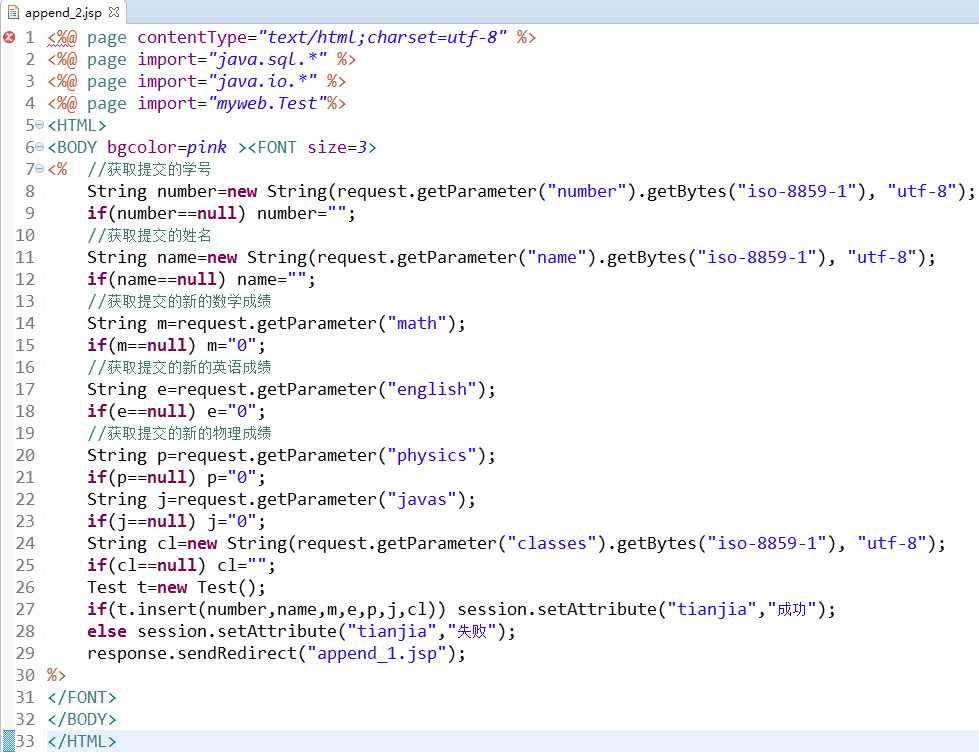 append_2.jsp
1 <%@ page contentType="text/html;charset=utf-8" %>
2 <%@ page import="java.sql.*" %>
3 <%@ page import="java.io.*" %>
4 <%@ page import="myweb.Test"%>
5 <HTML>
6 <BODY bgcolor=pink ><FONT size=3>
7 <%  //获取提交的学号
8     String number=new String(request.getParameter("number").getBytes("iso-8859-1"), "utf-8");
9     if(number==null) number="";
10     //获取提交的姓名
11     String name=new String(request.getParameter("name").getBytes("iso-8859-1"), "utf-8");
12     if(name==null) name="";
13     //获取提交的新的数学成绩
14     String m=request.getParameter("math");
15     if(m==null) m="0";
16     //获取提交的新的英语成绩
17     String e=request.getParameter("english");
18     if(e==null) e="0";
19     //获取提交的新的物理成绩
20     String p=request.getParameter("physics");
21     if(p==null) p="0";
22     String j=request.getParameter("javas");
23     if(j==null) j="0";
24     String cl=new String(request.getParameter("classes").getBytes("iso-8859-1"), "utf-8");
25     if(cl==null) cl="";
26     Test t=new Test();
27     if(t.insert(number,name,m,e,p,j,cl)) session.setAttribute("tianjia","成功");
28     else session.setAttribute("tianjia","失败");
29     response.sendRedirect("append_1.jsp");
30 %>
31 </FONT>
32 </BODY>
33 </HTML>